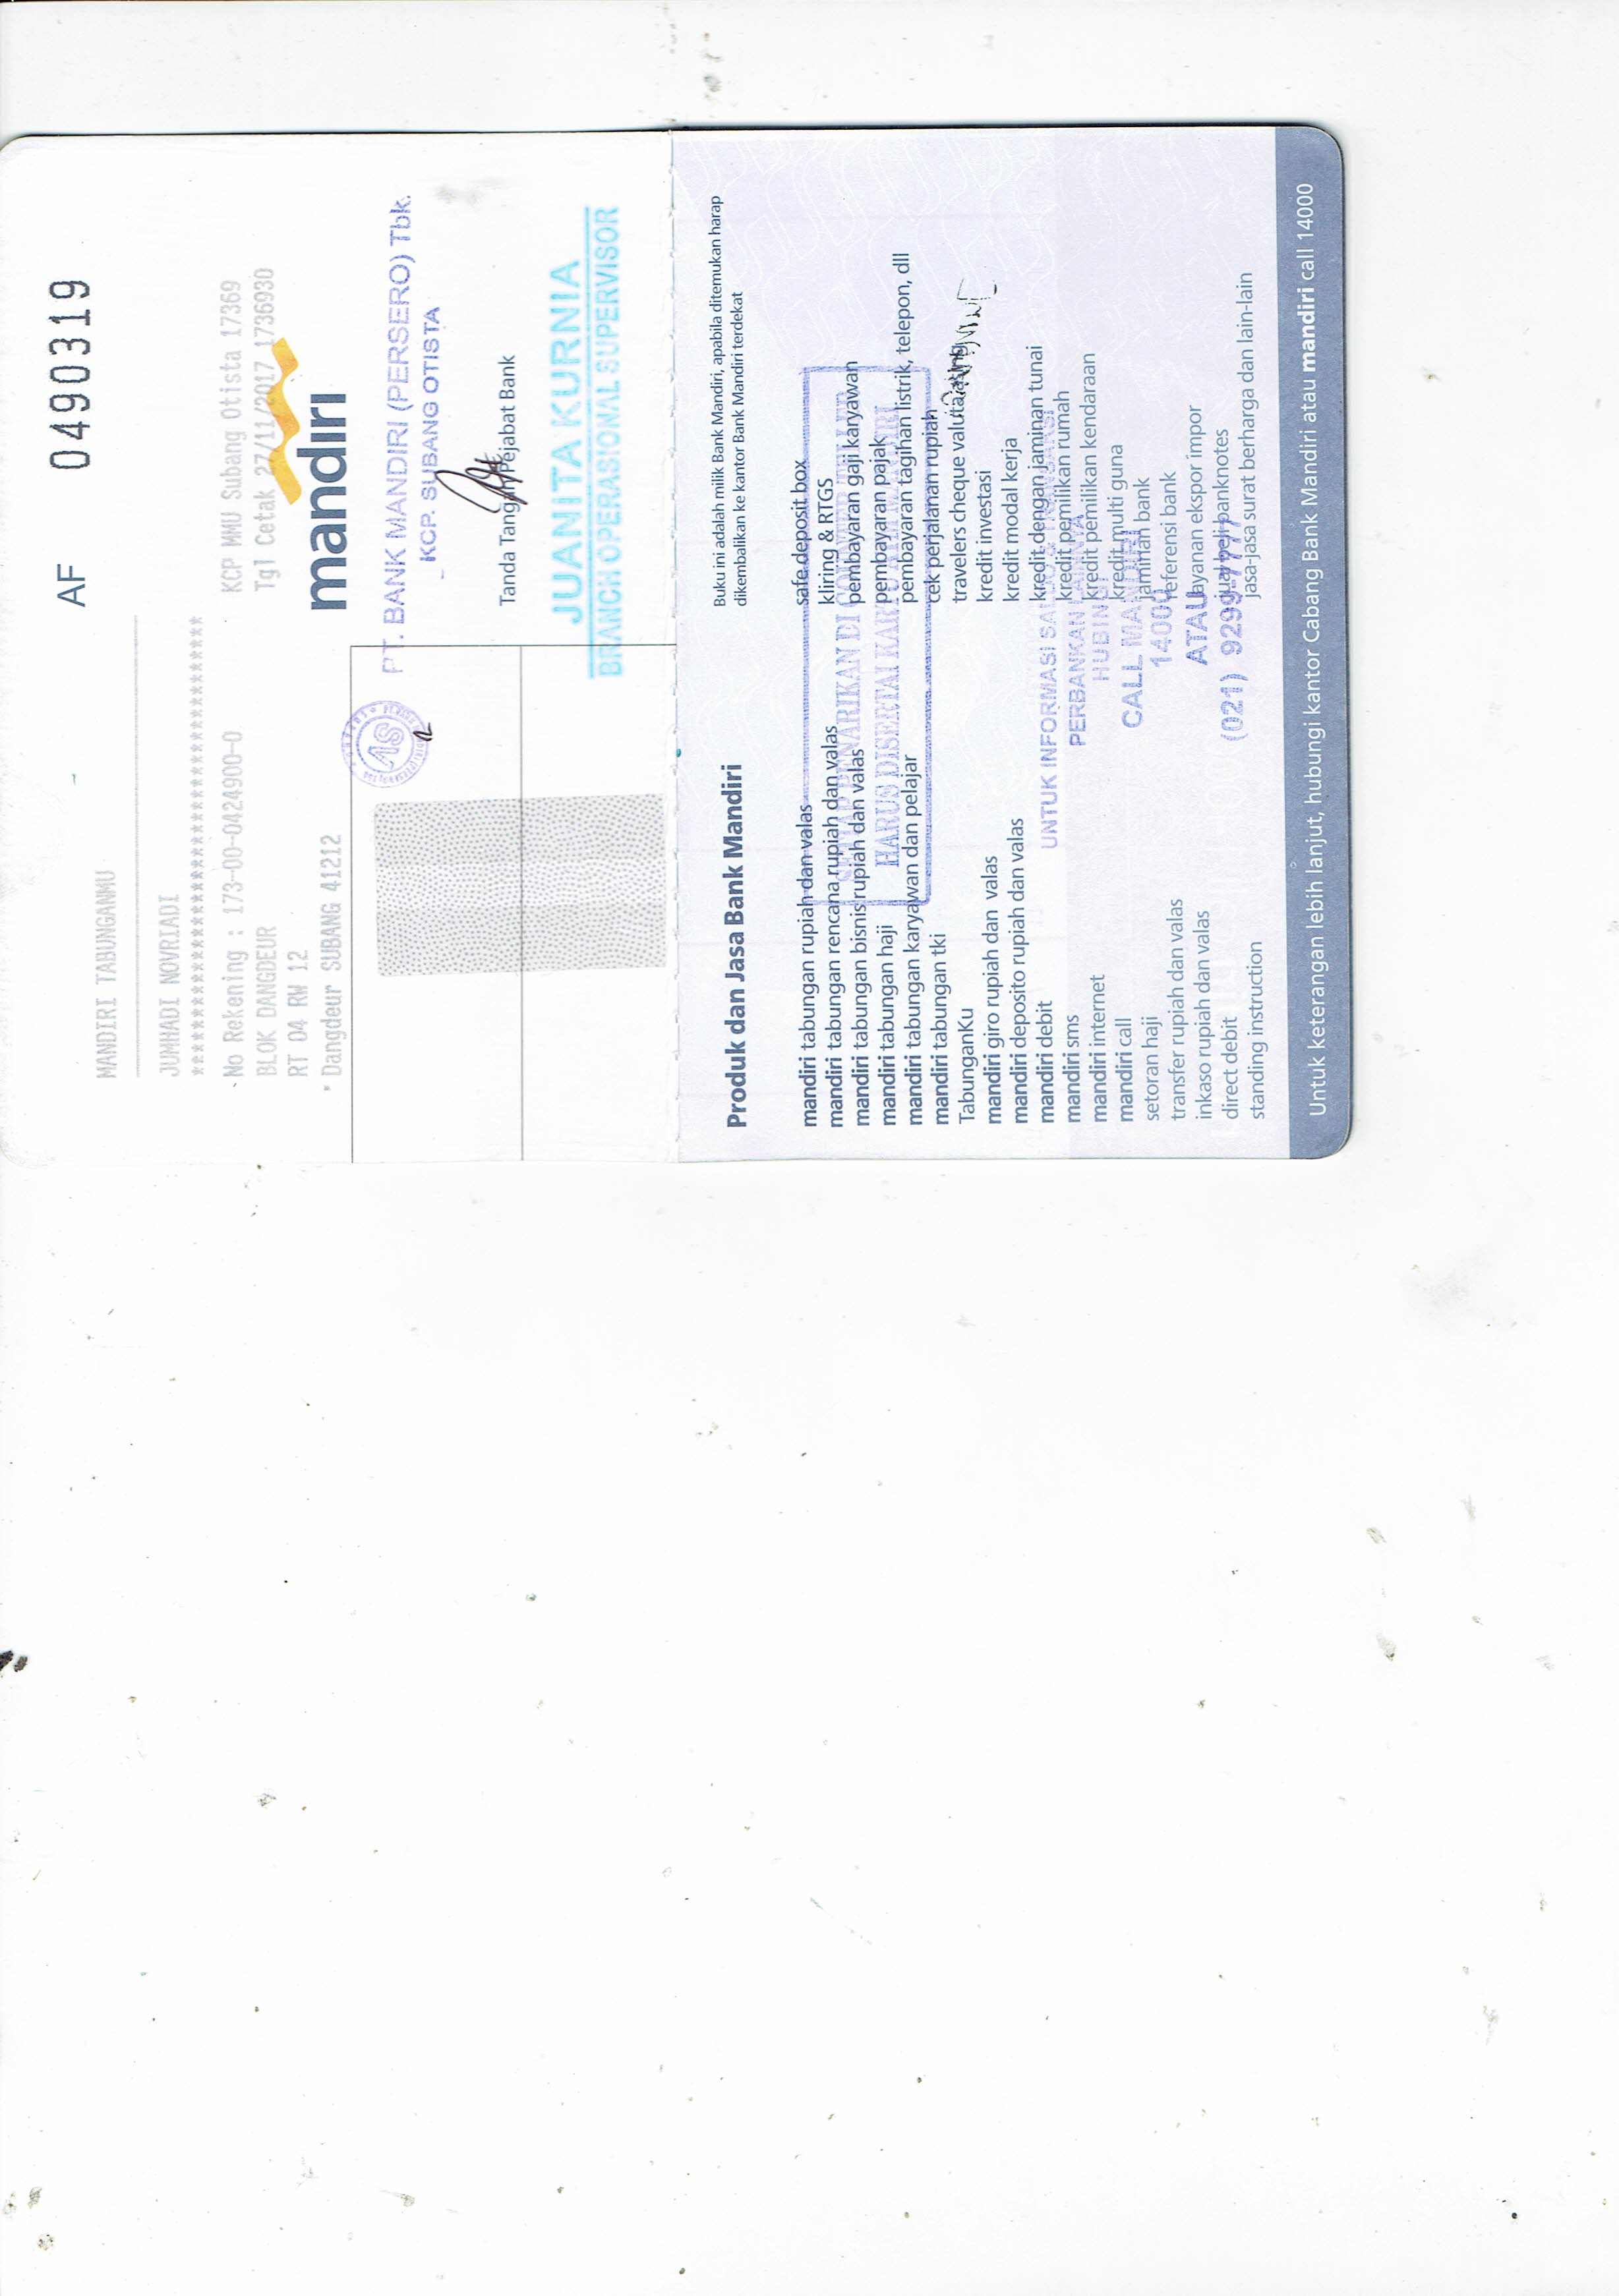 AF 0490319
MANDIRI TABUNGANMU
JUMHADI NOVRIADI
****************************************
No Rekening : 173-00-0424900-0
BLOK DANGDEUR
RT 04 RW 12
Dangdeur SUBANG 41212
KCP MMU Subang Otista 17369
Tgl Cetak 27/11/2017 1736930
mandiri
PT. BANK MANDIRI (PERSERO) Tbk.
KCP. SUBANG OTISTA
Tanda Tangan Pejabat Bank
JUANITA KURNIA
BRANCH OPERASIONAL SUPERVISOR
Produk dan Jasa Bank Mandiri
Buku ini adalah milik Bank Mandiri, apabila ditemukan harap
dikembalikan ke kantor Bank Mandiri terdekat
mandiri tabungan rupiah dan valas
mandiri tabungan rencana rupiah dan valas
mandiri tabungan bisnis rupiah dan valas
mandiri tabungan haji
mandiri tabungan karyawan dan pelajar
mandiri tabungan tki
TabunganKu
mandiri giro rupiah dan valas
mandiri deposito rupiah dan valas
mandiri debit
mandiri sms
mandiri internet
mandiri call
setoran haji
transfer rupiah dan valas
inkaso rupiah dan valas
direct debit
standing instruction
safe deposit box
kliring & RTGS
pembayaran gaji karyawan
pembayaran pajak
pembayaran tagihan listrik, telepon, dll
cek perjalanan rupiah
travelers cheque valuta asing
kredit investasi
kredit modal kerja
kredit dengan jaminan tunai
kredit pemilikan rumah
kredit pemilikan kendaraan
kredit multi guna
jaminan bank
referensi bank
layanan ekspor impor
jual beli banknotes
jasa-jasa surat berharga dan lain-lain
PENARIKAN DI
HARUS DISERTAI KARTU
UNTUK INFORMASI
PERBANKAN
CALL MANDIRI
14000
ATAU
(021) 9299 7777
Untuk keterangan lebih lanjut, hubungi kantor Cabang Bank Mandiri atau mandiri call 14000